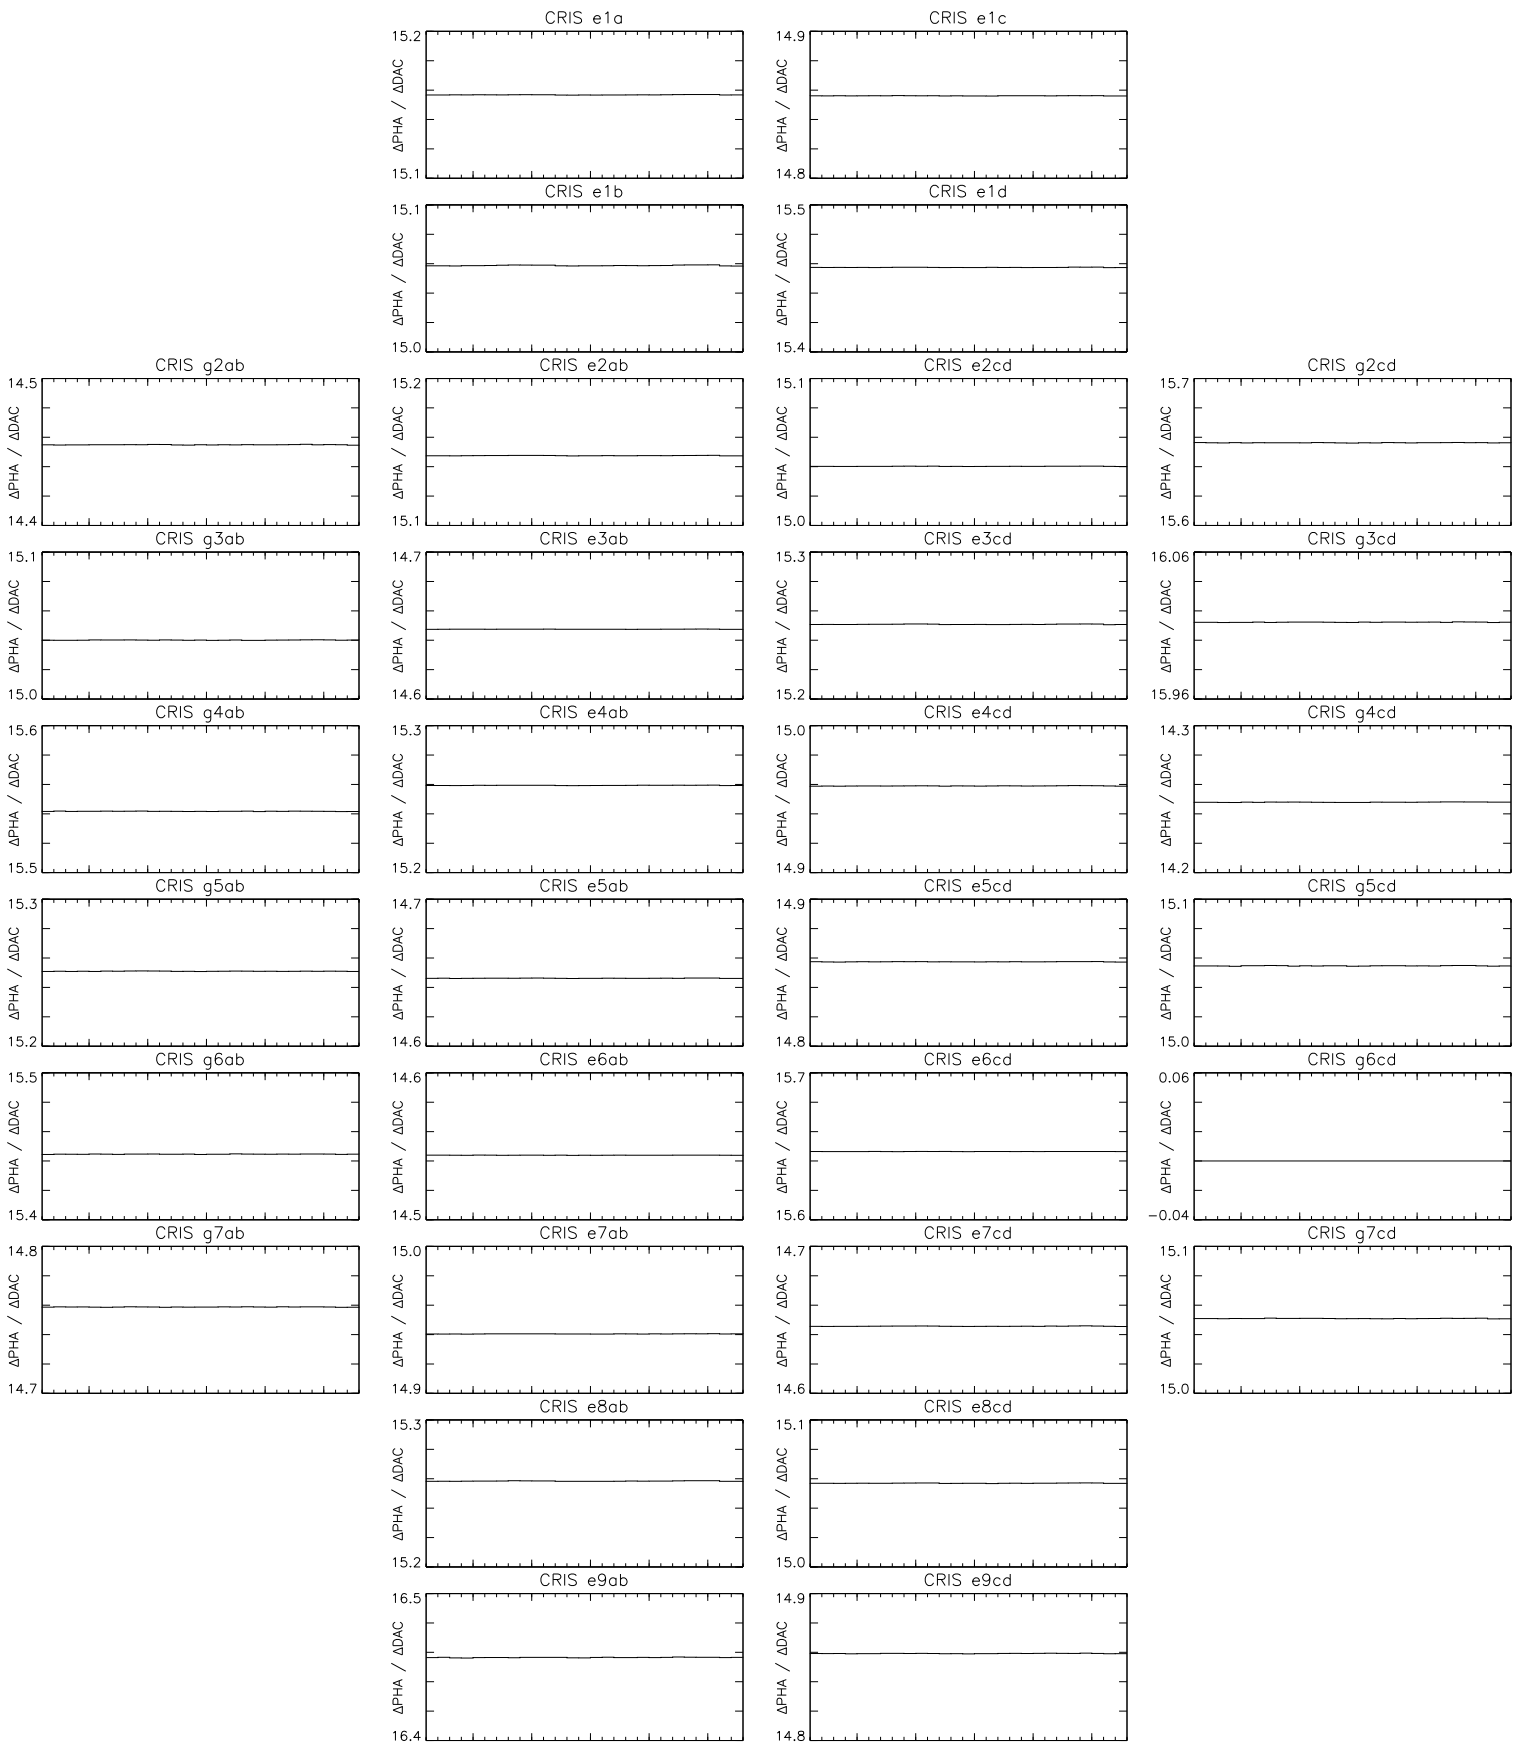 CRIS e1a
CRIS e1c
15.2
ΔPHA / ΔDAC
15.1
14.9
ΔPHA / ΔDAC
14.8
CRIS e1b
CRIS e1d
15.1
ΔPHA / ΔDAC
15.0
15.5
ΔPHA / ΔDAC
15.4
CRIS g2ab
CRIS e2ab
CRIS e2cd
CRIS g2cd
14.5
ΔPHA / ΔDAC
14.4
15.2
ΔPHA / ΔDAC
15.1
15.1
ΔPHA / ΔDAC
15.0
15.7
ΔPHA / ΔDAC
15.6
CRIS g3ab
CRIS e3ab
CRIS e3cd
CRIS g3cd
15.1
ΔPHA / ΔDAC
15.0
14.7
ΔPHA / ΔDAC
14.6
15.3
ΔPHA / ΔDAC
15.2
16.06
ΔPHA / ΔDAC
15.96
CRIS g4ab
CRIS e4ab
CRIS e4cd
CRIS g4cd
15.6
ΔPHA / ΔDAC
15.5
15.3
ΔPHA / ΔDAC
15.2
15.0
ΔPHA / ΔDAC
14.9
14.3
ΔPHA / ΔDAC
14.2
CRIS g5ab
CRIS e5ab
CRIS e5cd
CRIS g5cd
15.3
ΔPHA / ΔDAC
15.2
14.7
ΔPHA / ΔDAC
14.6
14.9
ΔPHA / ΔDAC
14.8
15.1
ΔPHA / ΔDAC
15.0
CRIS g6ab
CRIS e6ab
CRIS e6cd
CRIS g6cd
15.5
ΔPHA / ΔDAC
15.4
14.6
ΔPHA / ΔDAC
14.5
15.7
ΔPHA / ΔDAC
15.6
0.06
ΔPHA / ΔDAC
−0.04
CRIS g7ab
CRIS e7ab
CRIS e7cd
CRIS g7cd
14.8
ΔPHA / ΔDAC
14.7
15.0
ΔPHA / ΔDAC
14.9
14.7
ΔPHA / ΔDAC
14.6
15.1
ΔPHA / ΔDAC
15.0
CRIS e8ab
CRIS e8cd
15.3
ΔPHA / ΔDAC
15.2
15.1
ΔPHA / ΔDAC
15.0
CRIS e9ab
CRIS e9cd
16.5
ΔPHA / ΔDAC
16.4
14.9
ΔPHA / ΔDAC
14.8